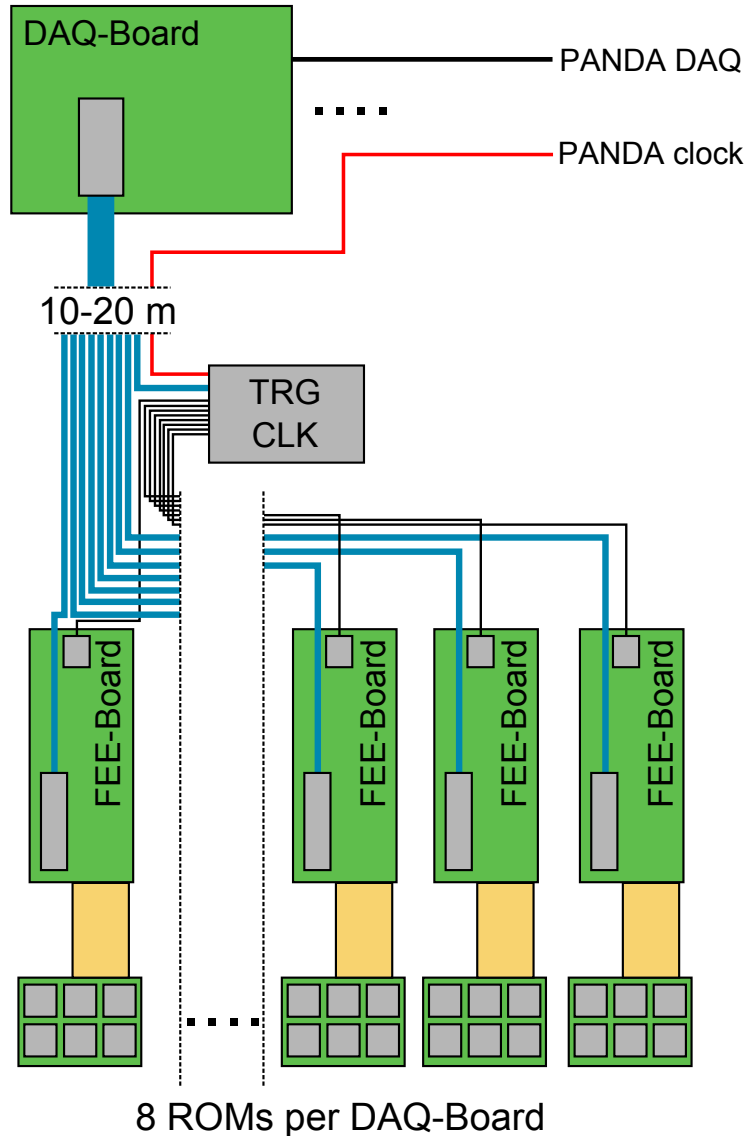 DAQ-Board
PANDA DAQ
PANDA clock
10-20 m
TRG
CLK
FEE-Board
FEE-Board
FEE-Board
FEE-Board
8 ROMs per DAQ-Board